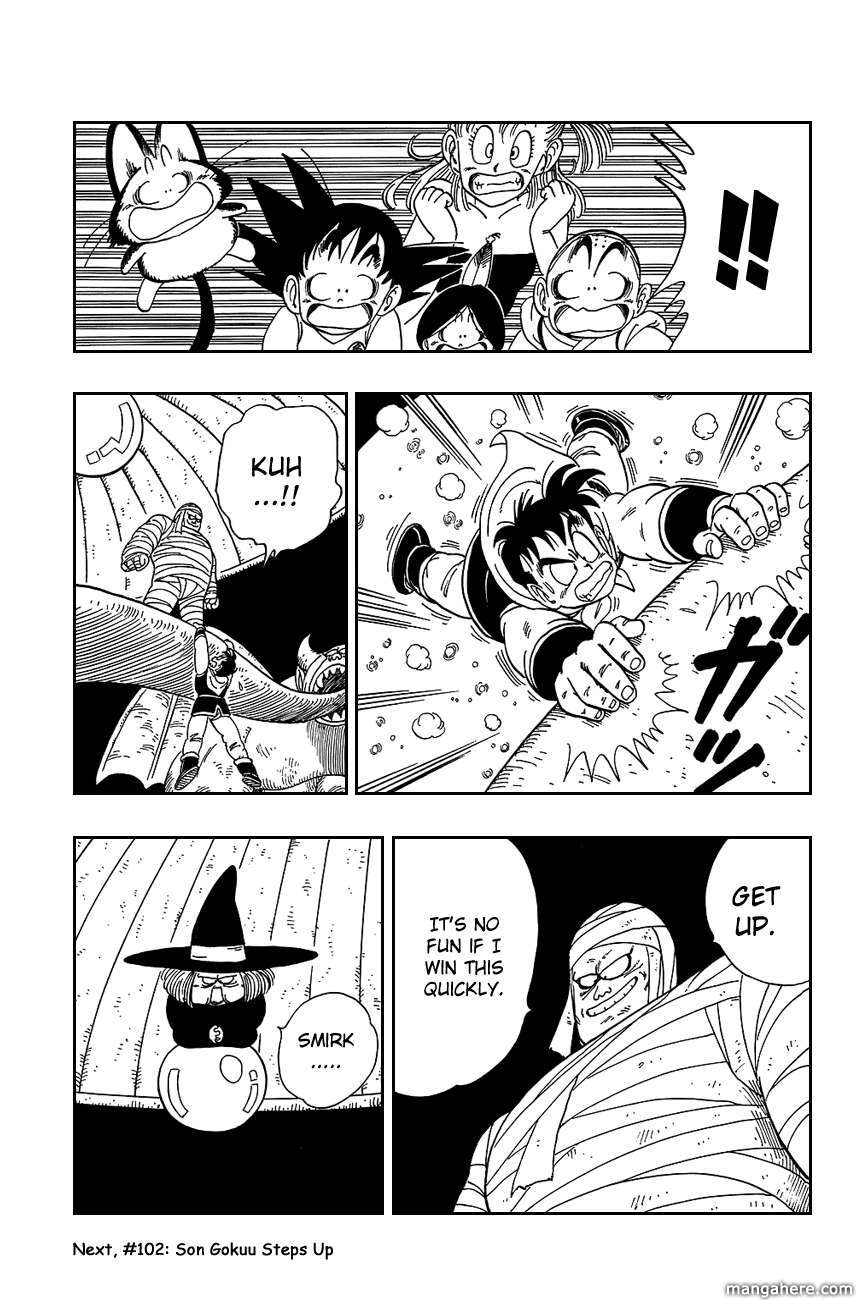 !!
KUH
...!!
ガッ
GET
UP.
IT'S NO
FUN IF I
WIN THIS
QUICKLY.
SMIRK
.....
Next, #102: Son Gokuu Steps Up
mangahere.com